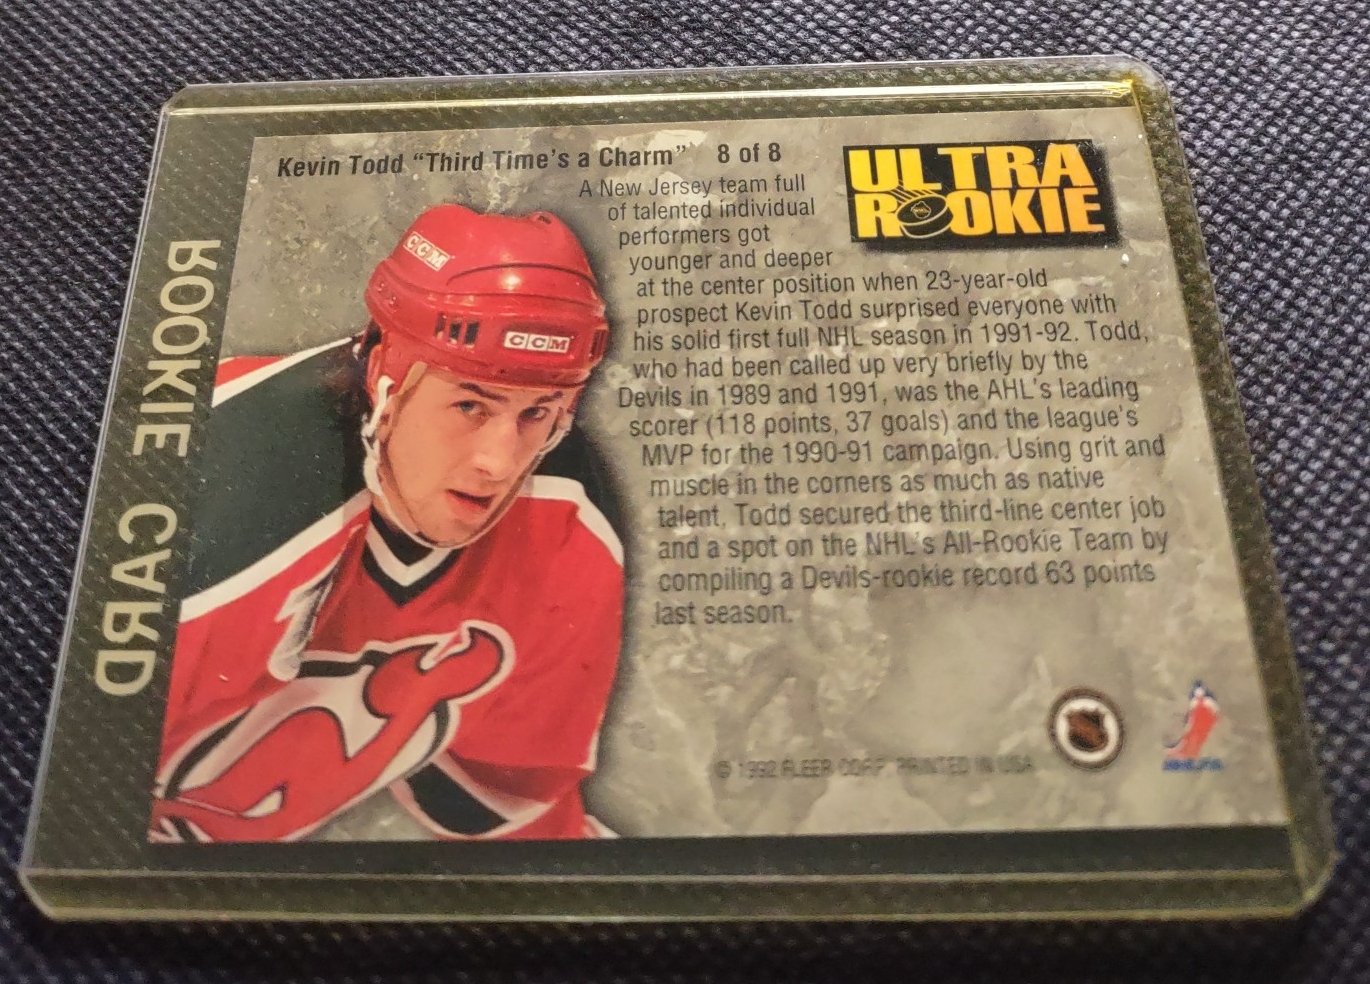 Kevin Todd "Third Time's a Charm" 8 of 8
ULTRA
ROOKIE
A New Jersey team full
of talented individual
performers got
younger and deeper
at the center position when 23-year-old
prospect Kevin Todd surprised everyone with
his solid first full NHL season in 1991-92. Todd,
who had been called up very briefly by the
Devils in 1989 and 1991, was the AHL's leading
scorer (118 points, 37 goals) and the league's
MVP for the 1990-91 campaign. Using grit and
muscle in the corners as much as native
talent, Todd secured the third-line center job
and a spot on the NHL's All-Rookie Team by
compiling a Devils-rookie record 63 points
last season.
© 1992 FLEER CORP. PRINTED IN USA
CCM
CCM
ROOKIE CARD